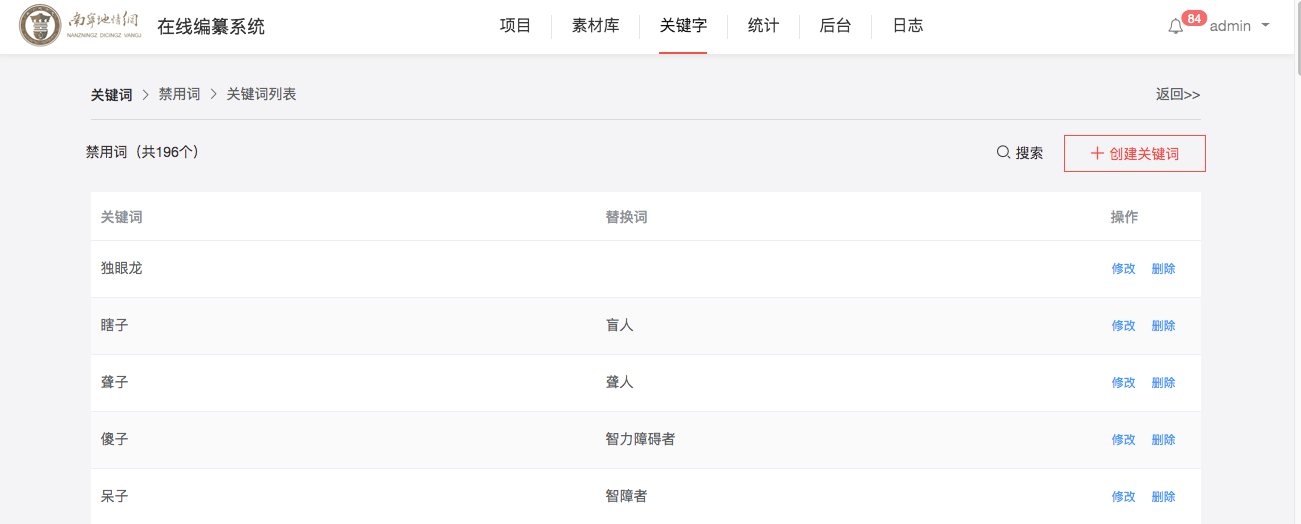 南宁地情网
NANZNINGZ DICINGZ VANGJ
在线编纂系统
项目 素材库 关键字 统计 后台 日志
84
admin
关键词 > 禁用词 > 关键词列表
返回>>
禁用词（共196个）
搜索
+ 创建关键词
关键词 替换词 操作
独眼龙 修改 删除
瞎子 盲人 修改 删除
聋子 聋人 修改 删除
傻子 智力障碍者 修改 删除
呆子 智障者 修改 删除